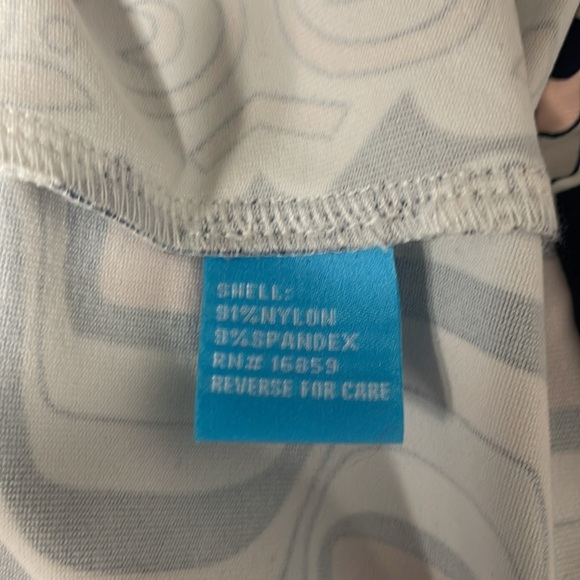 SHELL:
91%NYLON
9%SPANDEX
RN# 16859
REVERSE FOR CARE